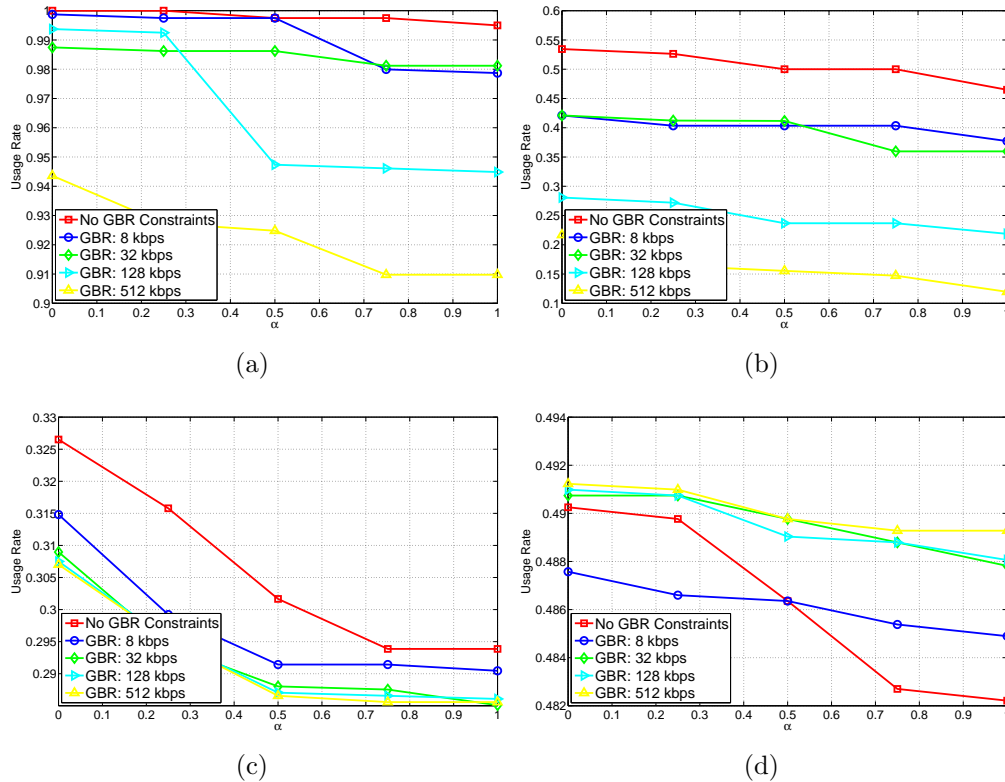 1
0.99
0.98
0.97
0.96
0.95
0.94
0.93
0.92
0.91
0.9
Usage Rate
No GBR Constraints
GBR: 8 kbps
GBR: 32 kbps
GBR: 128 kbps
GBR: 512 kbps
0 0.1 0.2 0.3 0.4 0.5 0.6 0.7 0.8 0.9 1
α
(a)
0.6
0.55
0.5
0.45
0.4
0.35
0.3
0.25
0.2
0.15
0.1
Usage Rate
No GBR Constraints
GBR: 8 kbps
GBR: 32 kbps
GBR: 128 kbps
GBR: 512 kbps
0 0.1 0.2 0.3 0.4 0.5 0.6 0.7 0.8 0.9 1
α
(b)
0.33
0.325
0.32
0.315
0.31
0.305
0.3
0.295
0.29
Usage Rate
No GBR Constraints
GBR: 8 kbps
GBR: 32 kbps
GBR: 128 kbps
GBR: 512 kbps
0 0.1 0.2 0.3 0.4 0.5 0.6 0.7 0.8 0.9 1
α
(c)
0.494
0.492
0.49
0.488
0.486
0.484
0.482
Usage Rate
No GBR Constraints
GBR: 8 kbps
GBR: 32 kbps
GBR: 128 kbps
GBR: 512 kbps
0 0.1 0.2 0.3 0.4 0.5 0.6 0.7 0.8 0.9 1
α
(d)